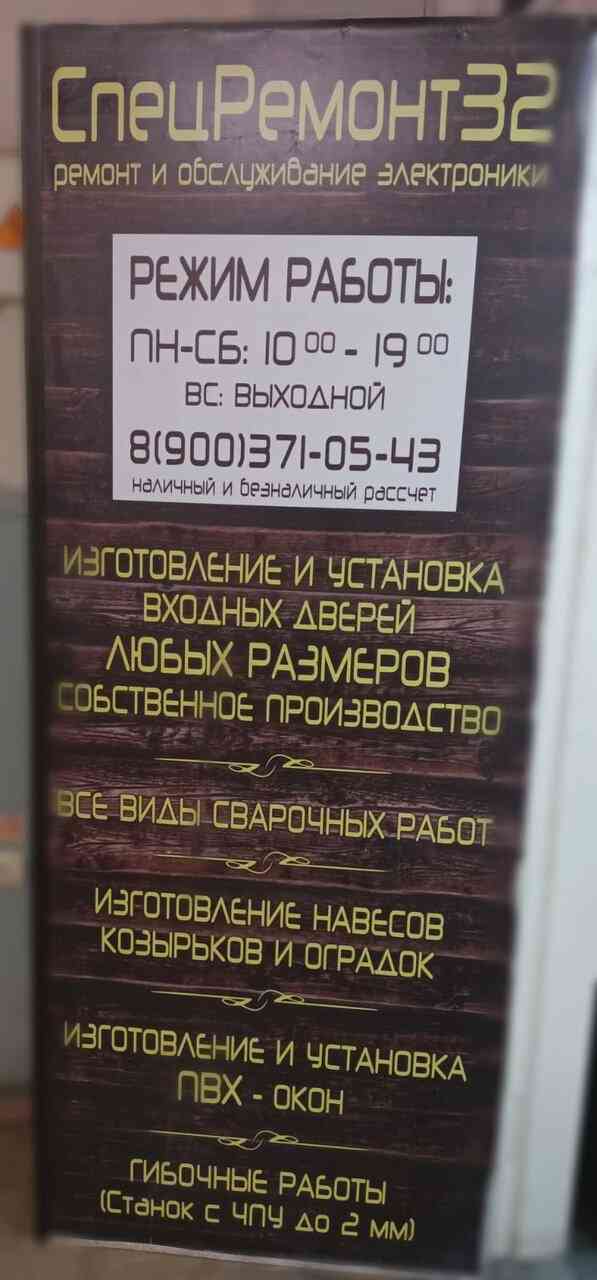 СпецРемонт32
ремонт и обслуживание электроники
РЕЖИМ РАБОТЫ:
ПН-СБ: 10 00 - 19 00
ВС: ВЫХОДНОЙ
8(900)371-05-43
наличный и безналичный рассчет
ИЗГОТОВЛЕНИЕ И УСТАНОВКА
ВХОДНЫХ ДВЕРЕЙ
ЛЮБЫХ РАЗМЕРОВ
СОБСТВЕННОЕ ПРОИЗВОДСТВО
ВСЕ ВИДЫ СВАРОЧНЫХ РАБОТ
ИЗГОТОВЛЕНИЕ НАВЕСОВ
КОЗЫРЬКОВ И ОГРАДОК
ИЗГОТОВЛЕНИЕ И УСТАНОВКА
ПВХ - ОКОН
ГИБОЧНЫЕ РАБОТЫ
(Станок с ЧПУ до 2 мм)